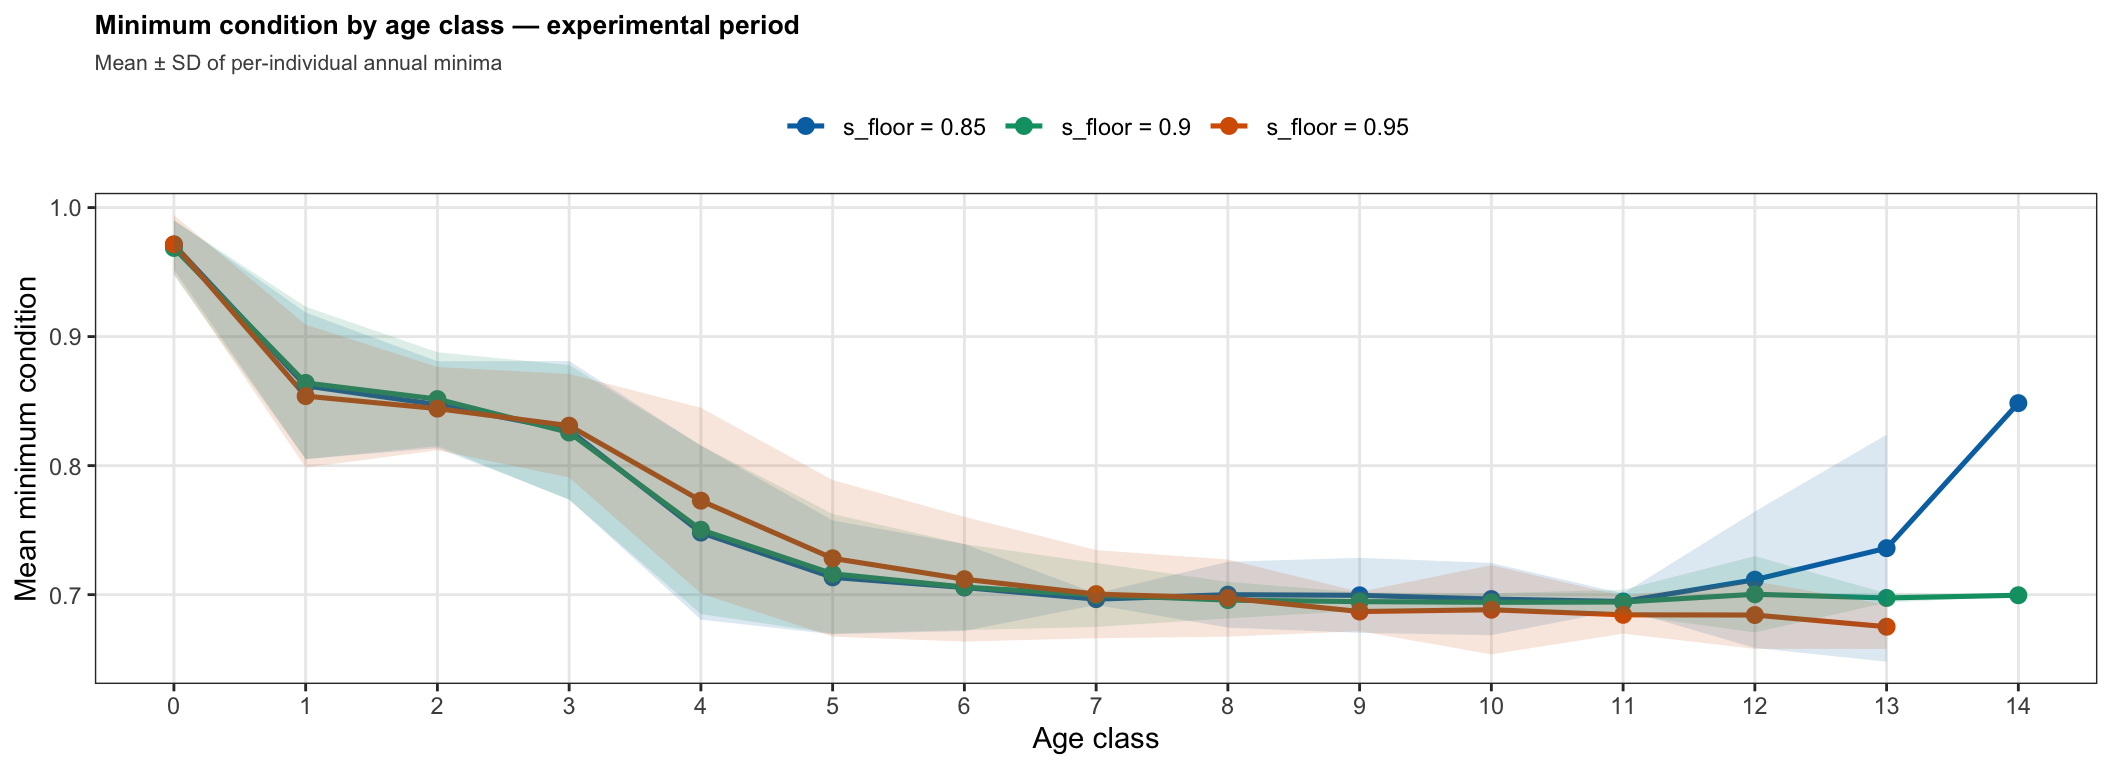 Minimum condition by age class — experimental period
Mean ± SD of per-individual annual minima
s_floor = 0.85 s_floor = 0.9 s_floor = 0.95
Mean minimum condition
1.0
0.9
0.8
0.7
0 1 2 3 4 5 6 7 8 9 10 11 12 13 14
Age class